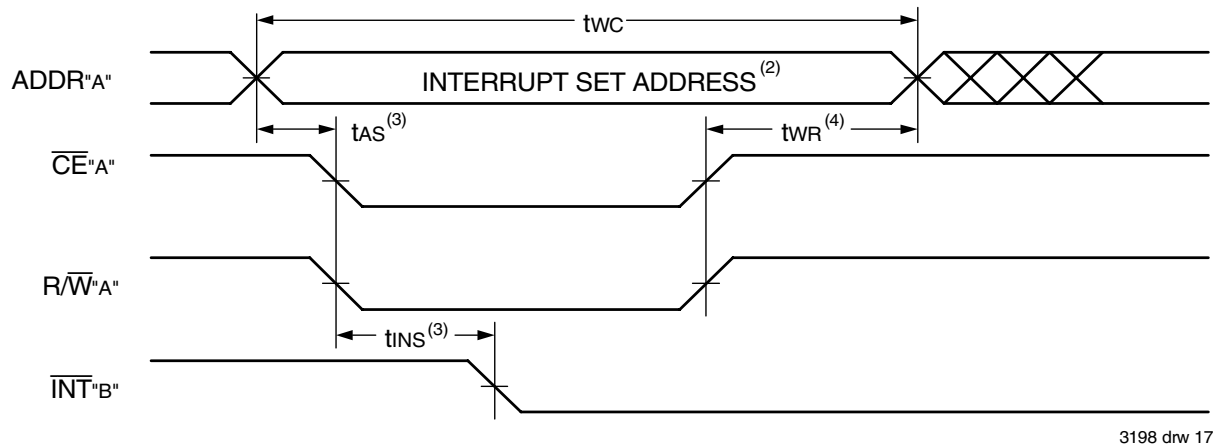 tWC
ADDR"A"
INTERRUPT SET ADDRESS(2)
tAS(3)
tWR(4)
CE"A"
R/W"A"
tINS(3)
INT"B"
3198 drw 17